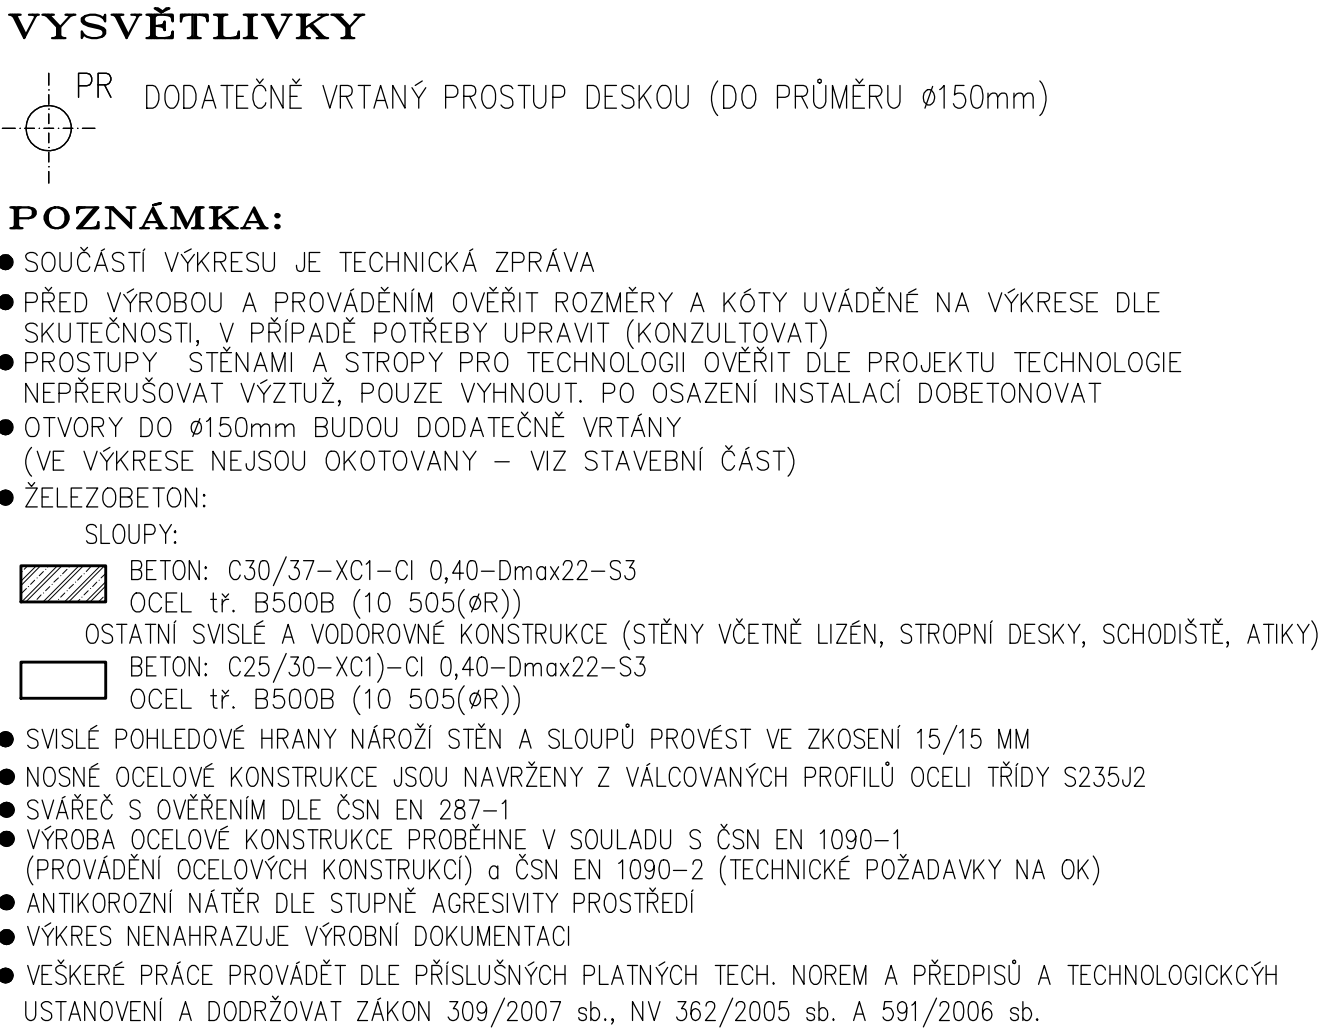 VYSVĚTLIVKY
PR
DODATEČNĚ VRTANÝ PROSTUP DESKOU (DO PRŮMĚRU ø150mm)
POZNÁMKA:
● SOUČÁSTÍ VÝKRESU JE TECHNICKÁ ZPRÁVA
● PŘED VÝROBOU A PROVÁDĚNÍM OVĚŘIT ROZMĚRY A KÓTY UVÁDĚNÉ NA VÝKRESE DLE
SKUTEČNOSTI, V PŘÍPADĚ POTŘEBY UPRAVIT (KONZULTOVAT)
● PROSTUPY STĚNAMI A STROPY PRO TECHNOLOGII OVĚŘIT DLE PROJEKTU TECHNOLOGIE
NEPŘERUŠOVAT VÝZTUŽ, POUZE VYHNOUT. PO OSAZENÍ INSTALACÍ DOBETONOVAT
● OTVORY DO ø150mm BUDOU DODATEČNĚ VRTÁNY
(VE VÝKRESE NEJSOU OKOTOVANY – VIZ STAVEBNÍ ČÁST)
● ŽELEZOBETON:
SLOUPY:
BETON: C30/37–XC1–Cl 0,40–Dmax22–S3
OCEL tř. B500B (10 505(øR))
OSTATNÍ SVISLÉ A VODOROVNÉ KONSTRUKCE (STĚNY VČETNĚ LIZÉN, STROPNÍ DESKY, SCHODIŠTĚ, ATIKY)
BETON: C25/30–XC1)–Cl 0,40–Dmax22–S3
OCEL tř. B500B (10 505(øR))
● SVISLÉ POHLEDOVÉ HRANY NÁROŽÍ STĚN A SLOUPŮ PROVÉST VE ZKOSENÍ 15/15 MM
● NOSNÉ OCELOVÉ KONSTRUKCE JSOU NAVRŽENY Z VÁLCOVANÝCH PROFILŮ OCELI TŘÍDY S235J2
● SVÁŘEČ S OVĚŘENÍM DLE ČSN EN 287–1
● VÝROBA OCELOVÉ KONSTRUKCE PROBĚHNE V SOULADU S ČSN EN 1090–1
(PROVÁDĚNÍ OCELOVÝCH KONSTRUKCÍ) a ČSN EN 1090–2 (TECHNICKÉ POŽADAVKY NA OK)
● ANTIKOROZNÍ NÁTĚR DLE STUPNĚ AGRESIVITY PROSTŘEDÍ
● VÝKRES NENAHRAZUJE VÝROBNÍ DOKUMENTACI
● VEŠKERÉ PRÁCE PROVÁDĚT DLE PŘÍSLUŠNÝCH PLATNÝCH TECH. NOREM A PŘEDPISŮ A TECHNOLOGICKCÝH
USTANOVENÍ A DODRŽOVAT ZÁKON 309/2007 sb., NV 362/2005 sb. A 591/2006 sb.